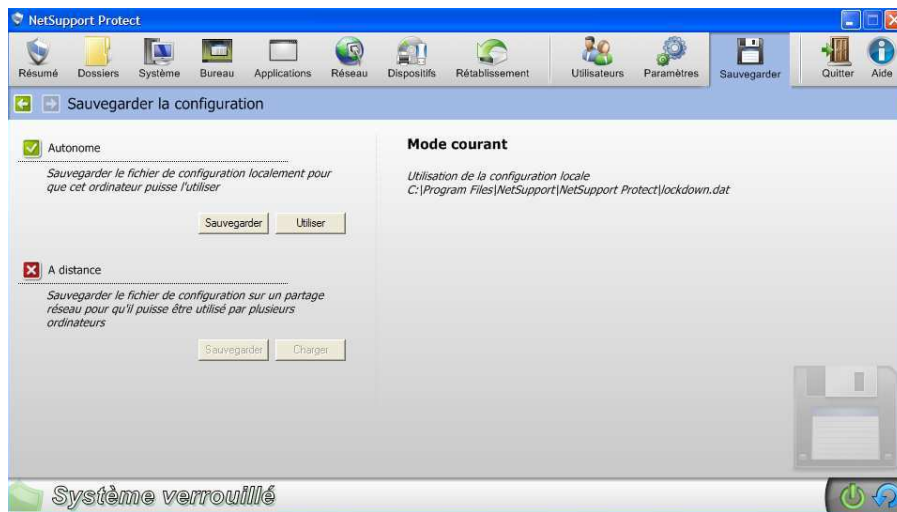 NetSupport Protect
Résumé Dossiers Système Bureau Applications Réseau Dispositifs Rétablissement Utilisateurs Paramètres Sauvegarder Quitter Aide
Sauvegarder la configuration
Autonome
Sauvegarder le fichier de configuration localement pour
que cet ordinateur puisse l'utiliser
Sauvegarder Utiliser
A distance
Sauvegarder le fichier de configuration sur un partage
réseau pour qu'il puisse être utilisé par plusieurs
ordinateurs
Sauvegarder Charger
Mode courant
Utilisation de la configuration locale
C:\Program Files\NetSupport\NetSupport Protect\lockdown.dat
Système verrouillé